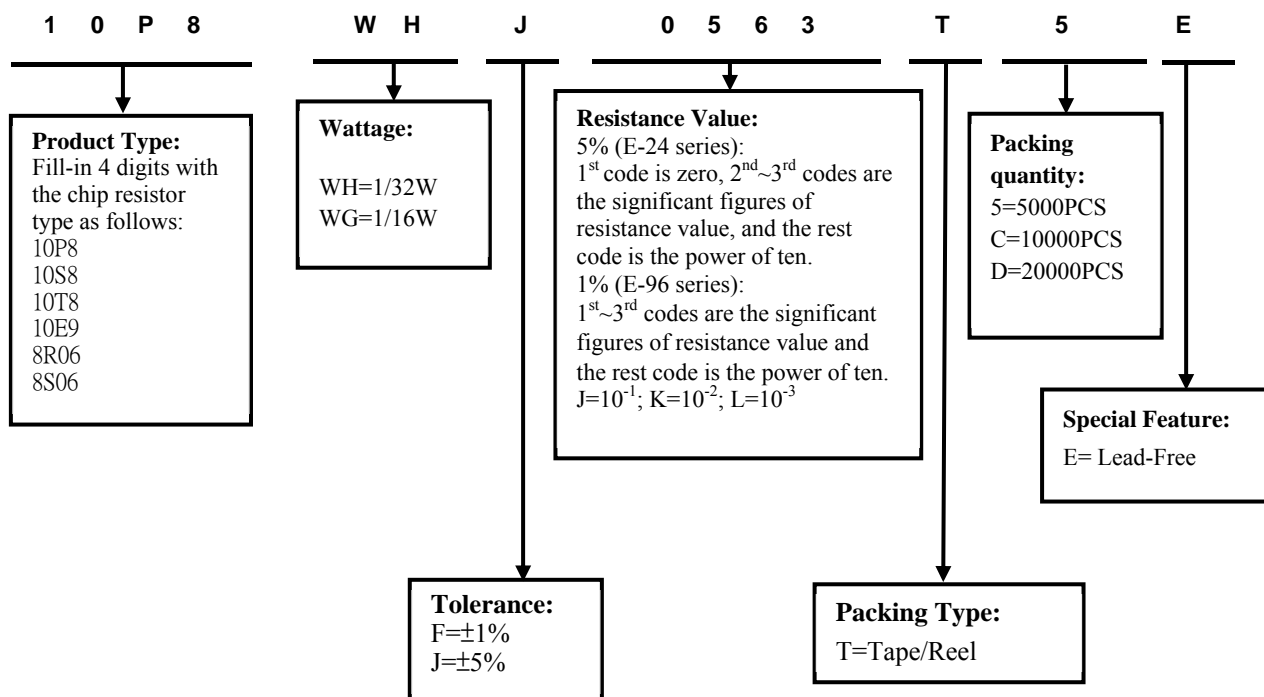 1 0 P 8 W H J 0 5 6 3 T 5 E
Product Type:
Fill-in 4 digits with
the chip resistor
type as follows:
10P8
10S8
10T8
10E9
8R06
8S06
Wattage:
WH=1/32W
WG=1/16W
Resistance Value:
5% (E-24 series):
1st code is zero, 2nd~3rd codes are
the significant figures of
resistance value, and the rest
code is the power of ten.
1% (E-96 series):
1st~3rd codes are the significant
figures of resistance value and
the rest code is the power of ten.
J=10-1; K=10-2; L=10-3
Packing
quantity:
5=5000PCS
C=10000PCS
D=20000PCS
Special Feature:
E= Lead-Free
Tolerance:
F=±1%
J=±5%
Packing Type:
T=Tape/Reel